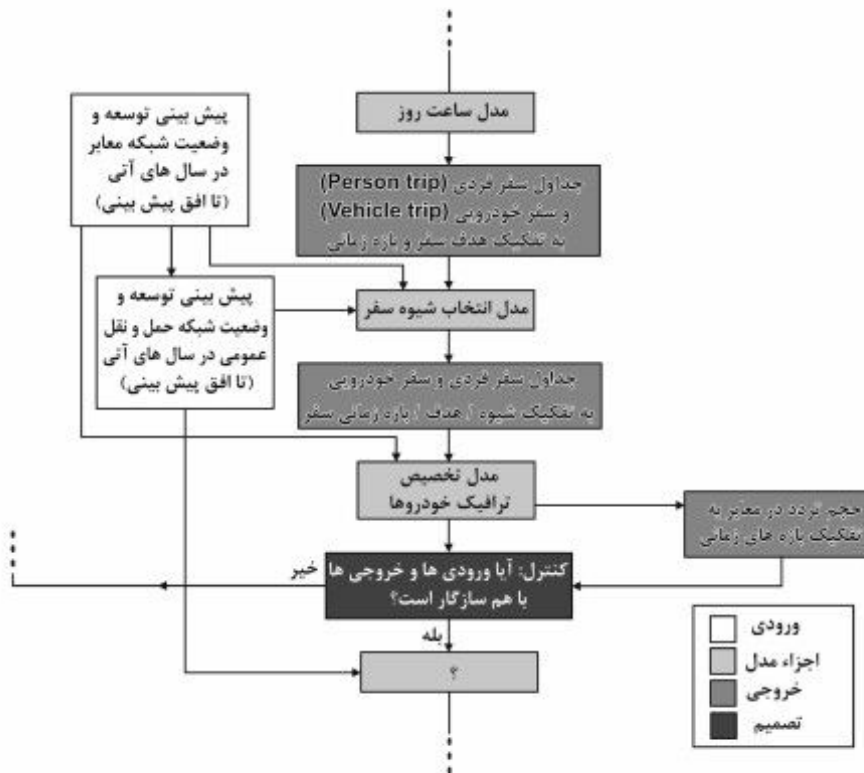 مدل ساعت روز
پیش بینی توسعه و
وضعیت شبکه معابر
در سال های آتی
(تا افق پیش بینی)
جداول سفر فردی (Person trip)
و سفر خودرویی (Vehicle trip)
به تفکیک هدف سفر و بازه زمانی
پیش بینی توسعه و
وضعیت شبکه حمل و نقل
عمومی در سال های آتی
(تا افق پیش بینی)
مدل انتخاب شیوه سفر
جداول سفر فردی و سفر خودرویی
به تفکیک شیوه / هدف / بازه زمانی سفر
مدل تخصیص
ترافیک خودروها
حجم تردد در معابر به
تفکیک بازه های زمانی
کنترل: آیا ورودی ها و خروجی ها
با هم سازگار است؟
خیر
بله
؟
ورودی
اجزاء مدل
خروجی
تصمیم